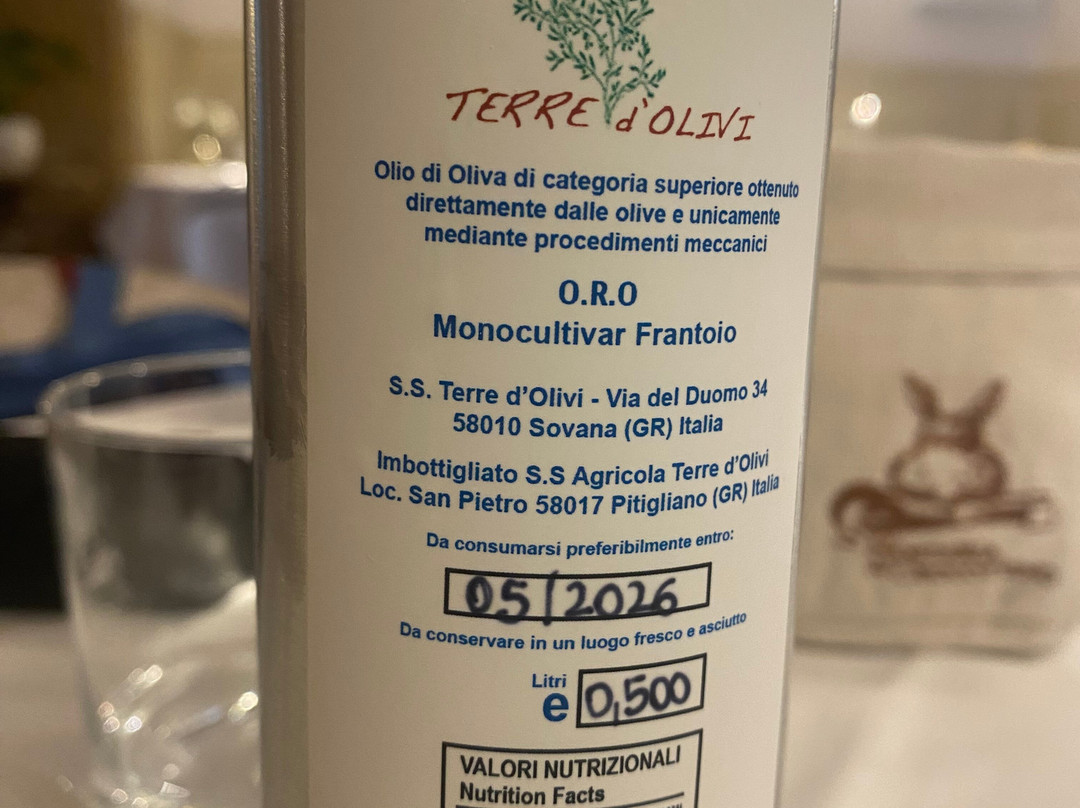 TERRE d'OLIVI
Olio di Oliva di categoria superiore ottenuto
direttamente dalle olive e unicamente
mediante procedimenti meccanici
O.R.O
Monocultivar Frantoio
S.S. Terre d'Olivi - Via del Duomo 34
58010 Sovana (GR) Italia
Imbottigliato S.S Agricola Terre d'Olivi
Loc. San Pietro 58017 Pitigliano (GR) Italia
Da consumarsi preferibilmente entro:
05/2026
Da conservare in un luogo fresco e asciutto
Litri
e 0,500
VALORI NUTRIZIONALI
Nutrition Facts